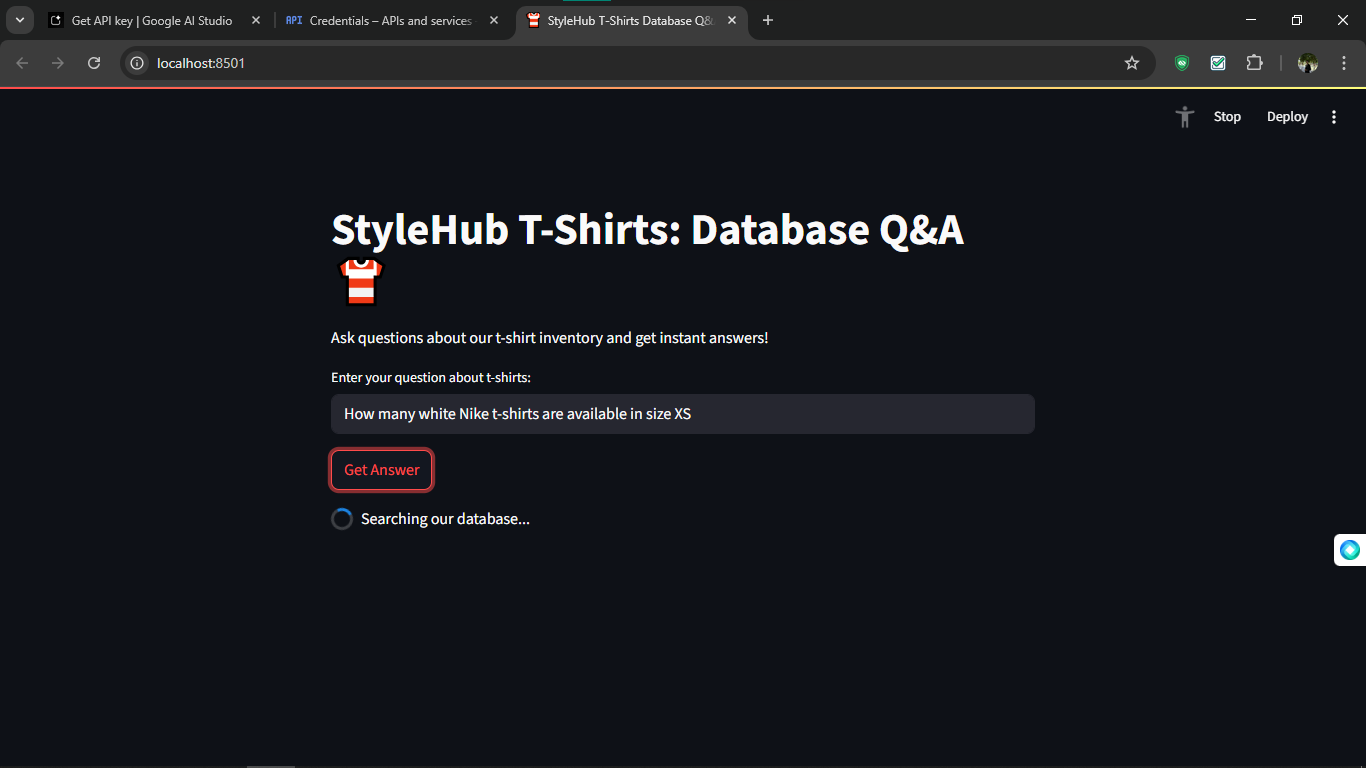 Get API key | Google AI Studio
API Credentials – APIs and services
StyleHub T-Shirts Database Q&
localhost:8501
Stop Deploy
StyleHub T-Shirts: Database Q&A
Ask questions about our t-shirt inventory and get instant answers!
Enter your question about t-shirts:
How many white Nike t-shirts are available in size XS
Get Answer
Searching our database...